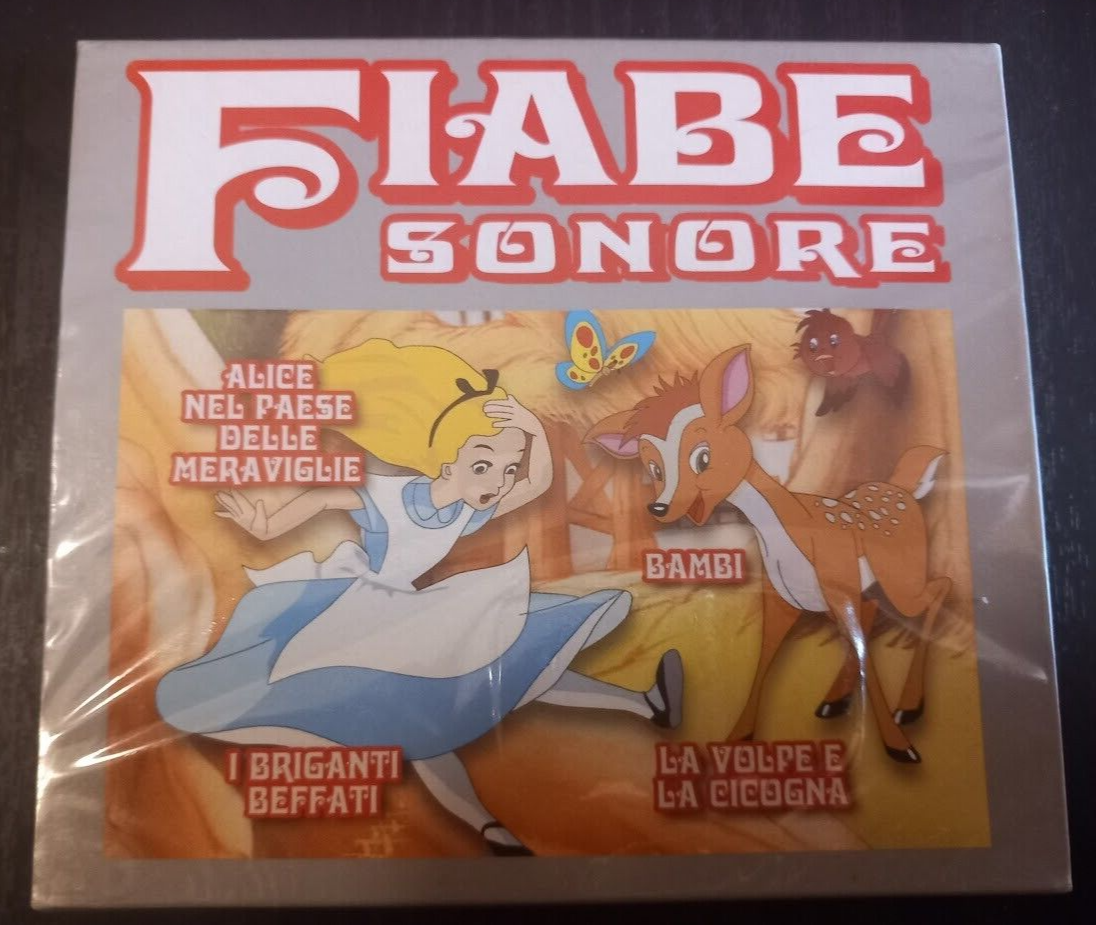 FIABE
SONORE
ALICE
NEL PAESE
DELLE
MERAVIGLIE
BAMBI
I BRIGANTI
BEFFATI
LA VOLPE E
LA CICOGNA